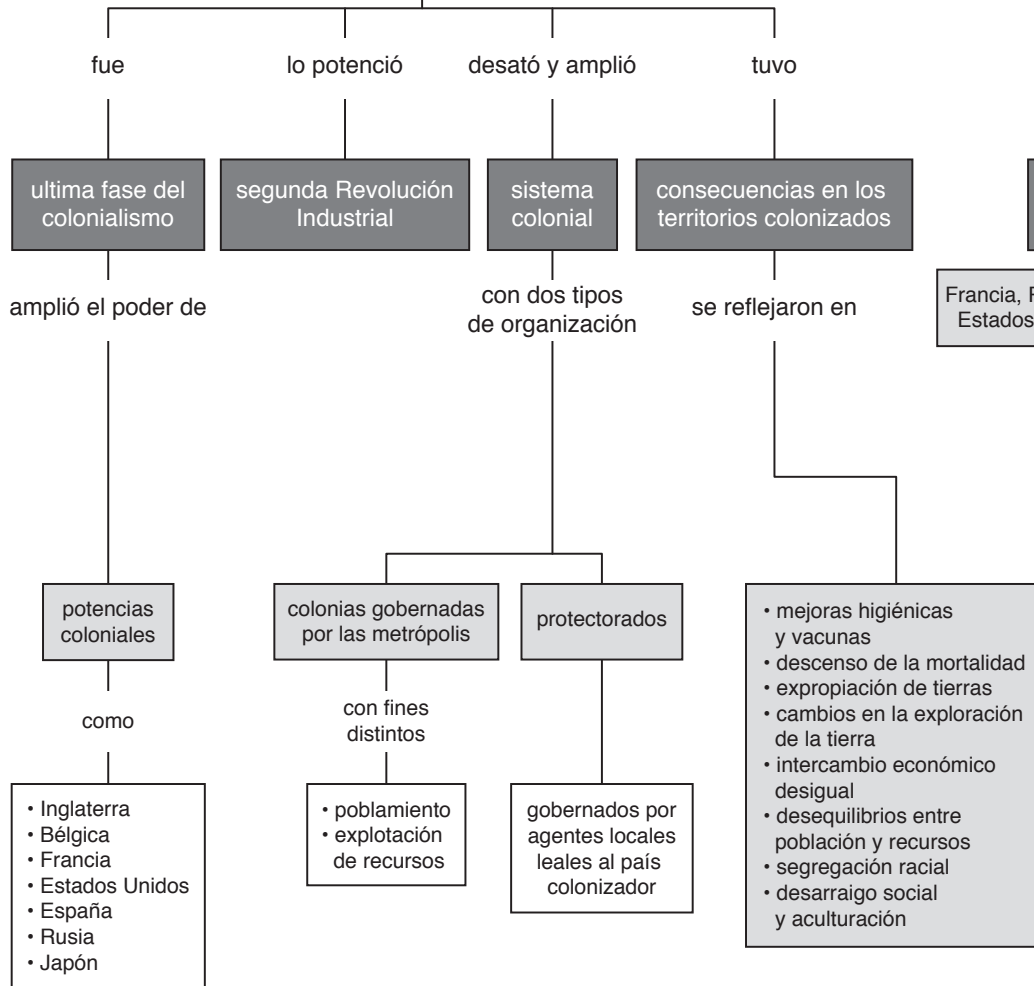 fue
lo potenció
desató y amplió
tuvo
ultima fase del
colonialismo
segunda Revolución
Industrial
sistema
colonial
consecuencias en los
territorios colonizados
amplió el poder de
con dos tipos
de organización
se reflejaron en
Francia,
Estados
potencias
coloniales
colonias gobernadas
por las metrópolis
protectorados
como
con fines
distintos
• Inglaterra
• Bélgica
• Francia
• Estados Unidos
• España
• Rusia
• Japón
• poblamiento
• explotación
de recursos
gobernados por
agentes locales
leales al país
colonizador
• mejoras higiénicas
y vacunas
• descenso de la mortalidad
• expropiación de tierras
• cambios en la exploración
de la tierra
• intercambio económico
desigual
• desequilibrios entre
población y recursos
• segregación racial
• desarraigo social
y aculturación